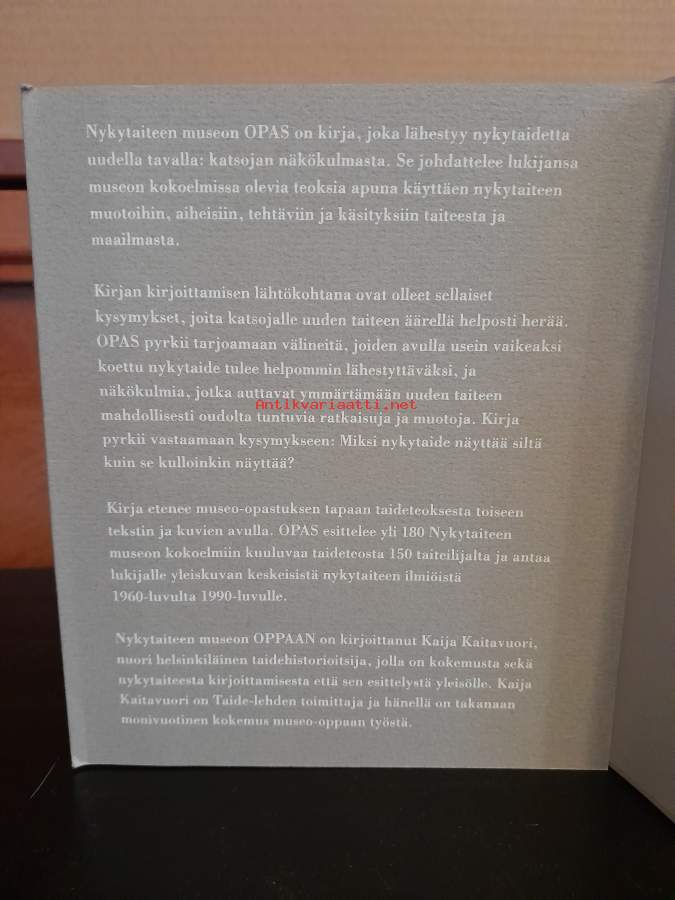 Nykytaiteen museon OPAS on kirja, joka lähestyy nykytaidetta
uudella tavalla: katsojan näkökulmasta. Se johdattelee lukijansa
museon kokoelmissa olevia teoksia apuna käyttäen nykytaiteen
muotoihin, aiheisiin, tehtäviin ja käsityksiin taiteesta ja
maailmasta.
Kirjan kirjoittamisen lähtökohtana ovat olleet sellaiset
kysymykset, joita katsojalle uuden taiteen äärellä helposti herää.
OPAS pyrkii tarjoamaan välineitä, joiden avulla usein vaikeaksi
koettu nykytaide tulee helpommin lähestyttäväksi, ja
näkökulmia, jotka auttavat ymmärtämään uuden taiteen
Antikvariaatti.net
mahdollisesti oudolta tuntuvia ratkaisuja ja muotoja. Kirja
pyrkii vastaamaan kysymykseen: Miksi nykytaide näyttää siltä
kuin se kulloinkin näyttää?
Kirja etenee museo-opastuksen tapaan taideteoksesta toiseen
tekstin ja kuvien avulla. OPAS esittelee yli 180 Nykytaiteen
museon kokoelmiin kuuluvaa taideteosta 150 taiteilijalta ja antaa
lukijalle yleiskuvan keskeisistä nykytaiteen ilmiöistä
1960-luvulta 1990-luvulle.
Nykytaiteen museon OPPAAN on kirjoittanut Kaija Kaitavuori,
nuori helsinkiläinen taidehistorioitsija, jolla on kokemusta sekä
nykytaiteesta kirjoittamisesta että sen esittelystä yleisölle. Kaija
Kaitavuori on Taide-lehden toimittaja ja hänellä on takanaan
monivuotinen kokemus museo-oppaan työstä.